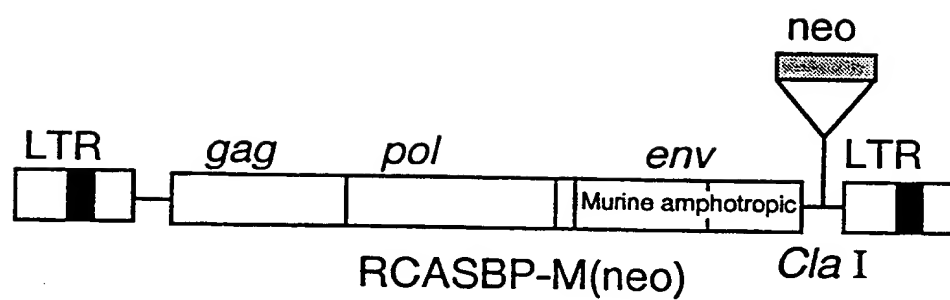 neo
LTR gag pol env LTR
Murine amphotropic
Cla I
RCASBP-M(neo)